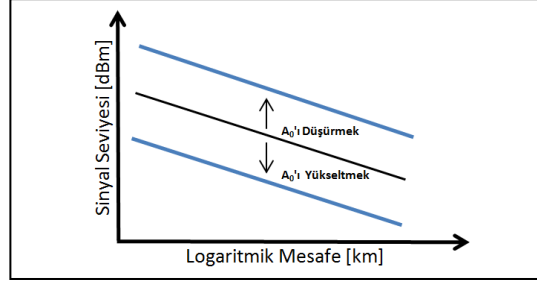 Sinyal Seviyesi [dBm]
A₀'ı Düşürmek
A₀'ı Yükseltmek
Logaritmik Mesafe [km]